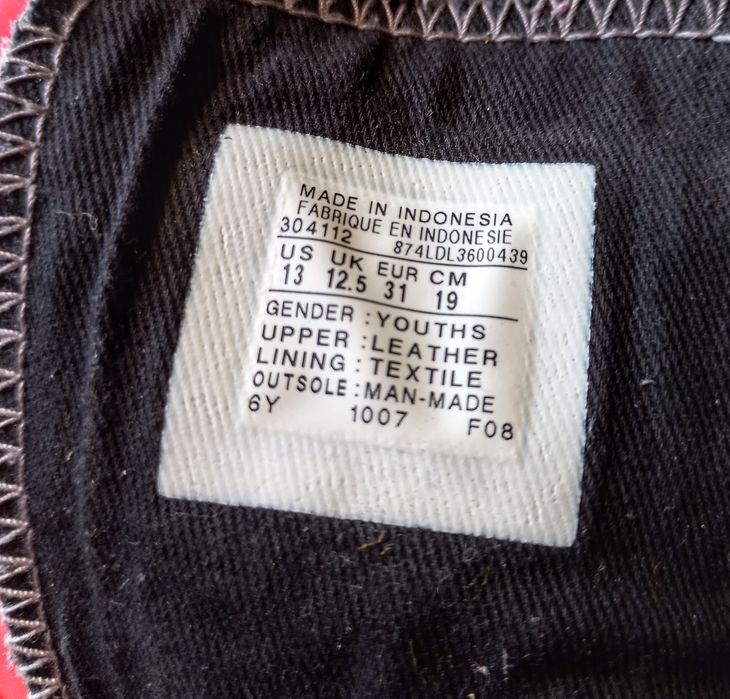 MADE IN INDONESIA
FABRIQUE EN INDONESIE
304112 874LDL3600439
US UK EUR CM
13 12.5 31 19
GENDER : YOUTHS
UPPER : LEATHER
LINING : TEXTILE
OUTSOLE : MAN-MADE
6Y 1007 F08